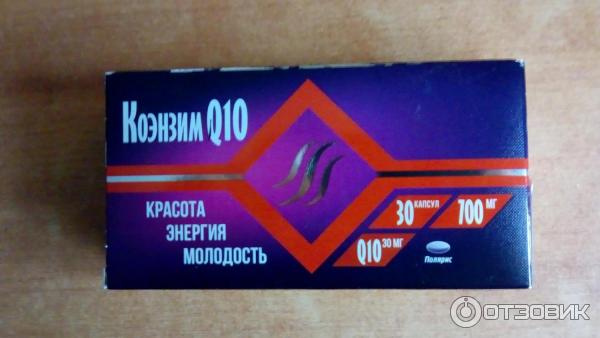 Коэнзим Q10
КРАСОТА
ЭНЕРГИЯ
МОЛОДОСТЬ
30 КАПСУЛ
700 МГ
Q10 30 МГ
Полярис
ОТЗОВИК